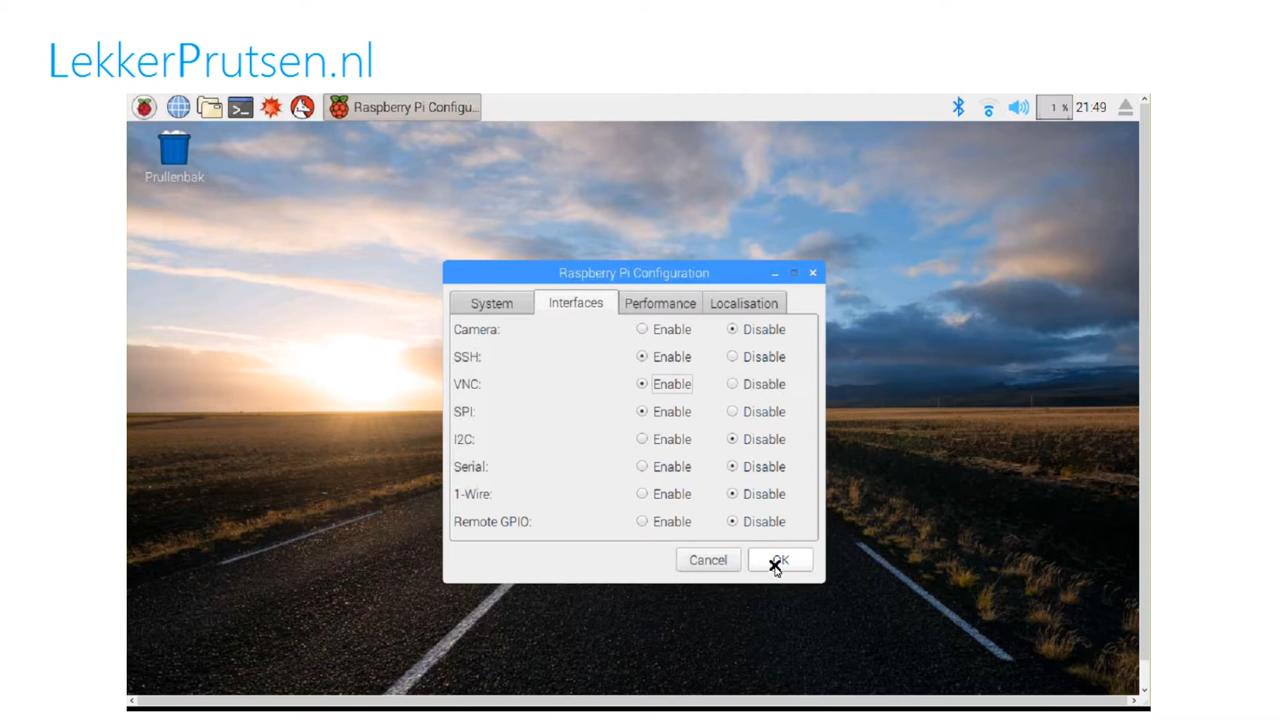 LekkerPrutsen.nl
Raspberry Pi Configu... 1 % 21:49
Prullenbak
Raspberry Pi Configuration
System Interfaces Performance Localisation
Camera: Enable Disable
SSH: Enable Disable
VNC: Enable Disable
SPI: Enable Disable
I2C: Enable Disable
Serial: Enable Disable
1-Wire: Enable Disable
Remote GPIO: Enable Disable
Cancel OK